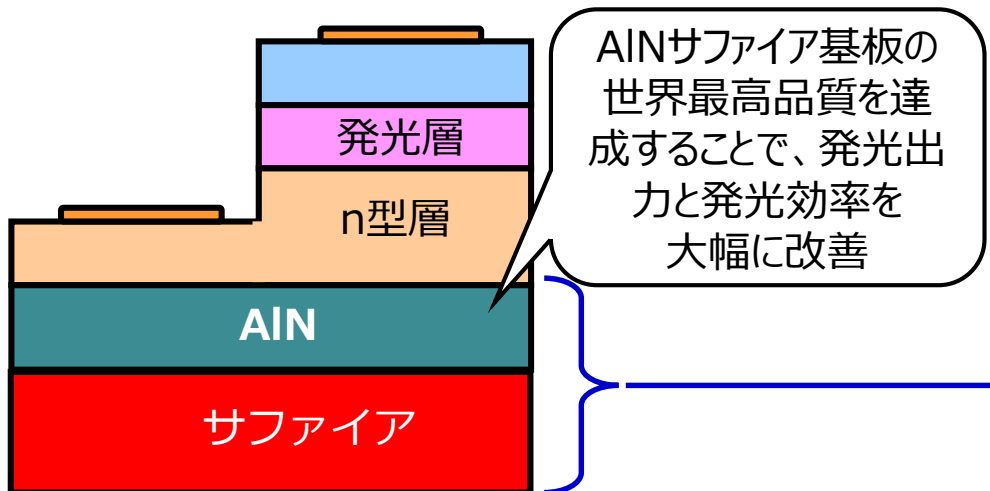 AlNサファイア基板の
世界最高品質を達
成することで、発光出
力と発光効率を
大幅に改善
発光層
n型層
AlN
サファイア